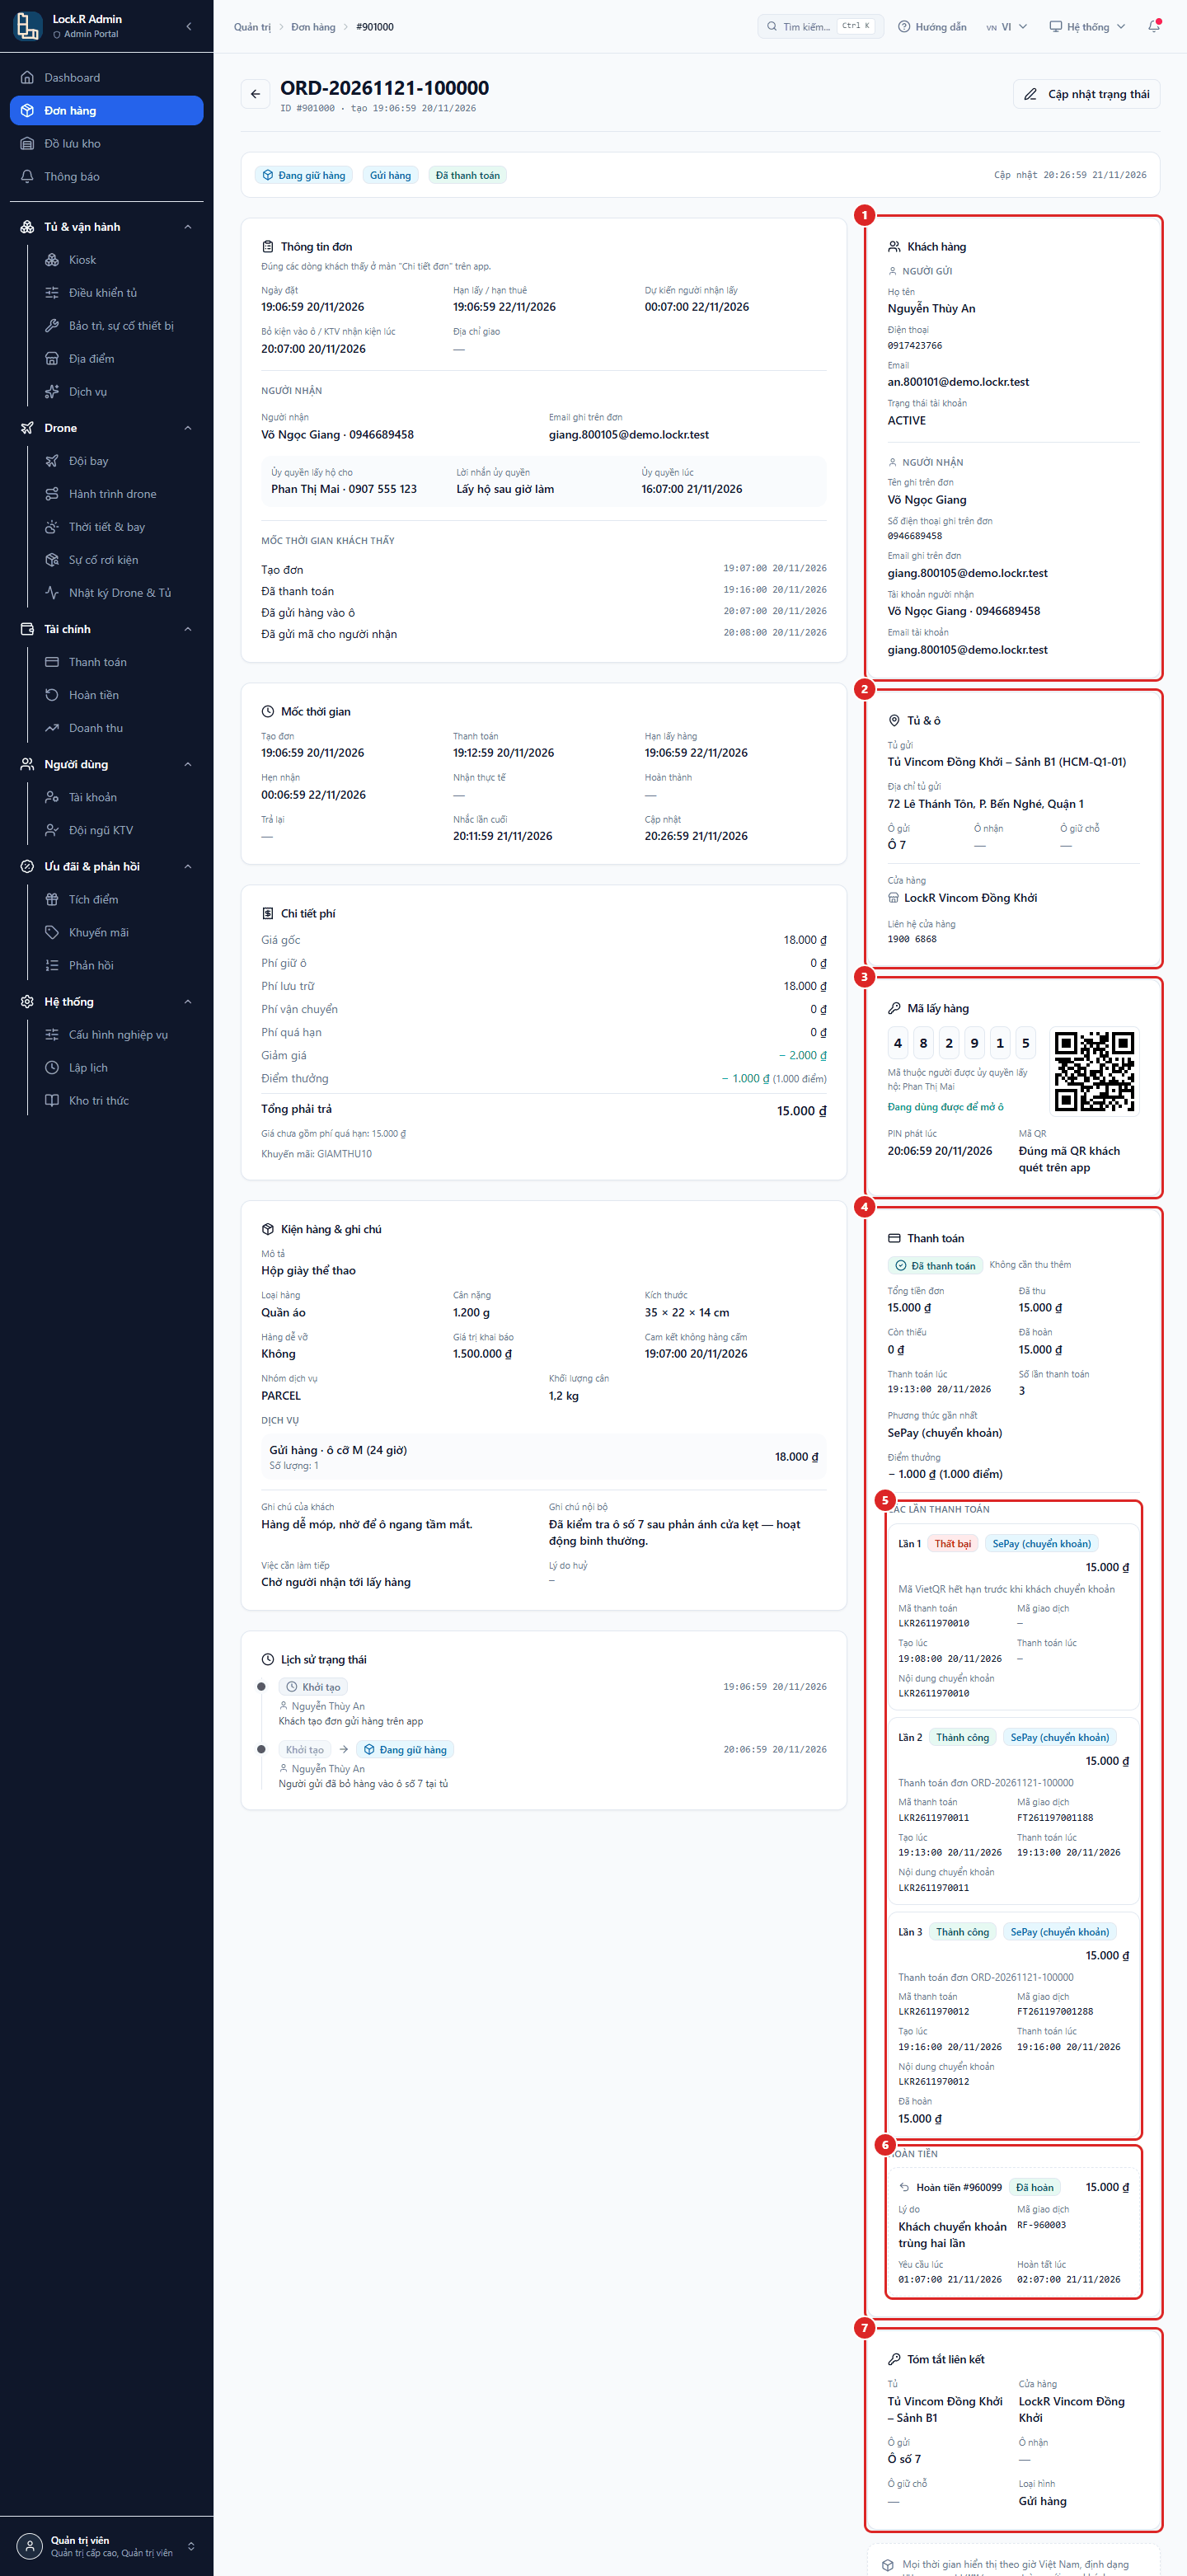 Lock.R Admin
Admin Portal
Dashboard
Đơn hàng
Đồ lưu kho
Thông báo
Tủ & vận hành
Kiosk
Điều khiển tủ
Bảo trì, sự cố thiết bị
Địa điểm
Dịch vụ
Drone
Đội bay
Hành trình drone
Thời tiết & bay
Sự cố rơi kiện
Nhật ký Drone & Tủ
Tài chính
Thanh toán
Hoàn tiền
Doanh thu
Người dùng
Tài khoản
Đội ngũ KTV
Ưu đãi & phản hồi
Tích điểm
Khuyến mãi
Phản hồi
Hệ thống
Cấu hình nghiệp vụ
Lập lịch
Kho tri thức
Quản trị viên
Quản trị cấp cao, Quản trị viên
Quản trị > Đơn hàng > #901000
Tìm kiếm... Ctrl K
Hướng dẫn
VN VI
Hệ thống
ORD-20261121-100000
ID #901000 · tạo 19:06:59 20/11/2026
Cập nhật trạng thái
Đang giữ hàng Gửi hàng Đã thanh toán
Cập nhật 20:26:59 21/11/2026
Thông tin đơn
Đúng các dòng khách thấy ở màn "Chi tiết đơn" trên app.
Ngày đặt Hạn lấy / hạn thuê Dự kiến người nhận lấy
19:06:59 20/11/2026 19:06:59 22/11/2026 00:07:00 22/11/2026
Bỏ kiện vào ô / KTV nhận kiện lúc Địa chỉ giao
20:07:00 20/11/2026 —
NGƯỜI NHẬN
Người nhận Email ghi trên đơn
Võ Ngọc Giang · 0946689458 giang.800105@demo.lockr.test
Ủy quyền lấy hộ cho Lời nhắn ủy quyền Ủy quyền lúc
Phan Thị Mai · 0907 555 123 Lấy hộ sau giờ làm 16:07:00 21/11/2026
MỐC THỜI GIAN KHÁCH THẤY
Tạo đơn 19:07:00 20/11/2026
Đã thanh toán 19:16:00 20/11/2026
Đã gửi hàng vào ô 20:07:00 20/11/2026
Đã gửi mã cho người nhận 20:08:00 20/11/2026
Mốc thời gian
Tạo đơn Thanh toán Hạn lấy hàng
19:06:59 20/11/2026 19:12:59 20/11/2026 19:06:59 22/11/2026
Hẹn nhận Nhận thực tế Hoàn thành
00:06:59 22/11/2026 — —
Trả lại Nhắc lần cuối Cập nhật
— 20:11:59 21/11/2026 20:26:59 21/11/2026
Chi tiết phí
Giá gốc 18.000 ₫
Phí giữ ô 0 ₫
Phí lưu trữ 18.000 ₫
Phí vận chuyển 0 ₫
Phí quá hạn 0 ₫
Giảm giá − 2.000 ₫
Điểm thưởng − 1.000 ₫ (1.000 điểm)
Tổng phải trả 15.000 ₫
Giá chưa gồm phí quá hạn: 15.000 ₫
Khuyến mãi: GIAMTHU10
Kiện hàng & ghi chú
Mô tả
Hộp giày thể thao
Loại hàng Cân nặng Kích thước
Quần áo 1.200 g 35 × 22 × 14 cm
Hàng dễ vỡ Giá trị khai báo Cam kết không hàng cấm
Không 1.500.000 ₫ 19:07:00 20/11/2026
Nhóm dịch vụ Khối lượng cân
PARCEL 1,2 kg
DỊCH VỤ
Gửi hàng · ô cỡ M (24 giờ) 18.000 ₫
Số lượng: 1
Ghi chú của khách Ghi chú nội bộ
Hàng dễ móp, nhờ để ô ngang tầm mắt. Đã kiểm tra ô số 7 sau phản ánh cửa kẹt — hoạt
động bình thường.
Việc cần làm tiếp Lý do huỷ
Chờ người nhận tới lấy hàng –
Lịch sử trạng thái
Khởi tạo 19:06:59 20/11/2026
Nguyễn Thùy An
Khách tạo đơn gửi hàng trên app
Khởi tạo → Đang giữ hàng 20:06:59 20/11/2026
Nguyễn Thùy An
Người gửi đã bỏ hàng vào ô số 7 tại tủ
1
Khách hàng
NGƯỜI GỬI
Họ tên
Nguyễn Thùy An
Điện thoại
0917423766
Email
an.800101@demo.lockr.test
Trạng thái tài khoản
ACTIVE
NGƯỜI NHẬN
Tên ghi trên đơn
Võ Ngọc Giang
Số điện thoại ghi trên đơn
0946689458
Email ghi trên đơn
giang.800105@demo.lockr.test
Tài khoản người nhận
Võ Ngọc Giang · 0946689458
Email tài khoản
giang.800105@demo.lockr.test
2
Tủ & ô
Tủ gửi
Tủ Vincom Đồng Khởi – Sảnh B1 (HCM-Q1-01)
Địa chỉ tủ gửi
72 Lê Thánh Tôn, P. Bến Nghé, Quận 1
Ô gửi Ô nhận Ô giữ chỗ
Ô 7 — —
Cửa hàng
LockR Vincom Đồng Khởi
Liên hệ cửa hàng
1900 6868
3
Mã lấy hàng
4 8 2 9 1 5
Mã thuộc người được ủy quyền lấy
hộ: Phan Thị Mai
Đang dùng được để mở ô
PIN phát lúc Mã QR
20:06:59 20/11/2026 Đúng mã QR khách
quét trên app
4
Thanh toán
Đã thanh toán Không cần thu thêm
Tổng tiền đơn Đã thu
15.000 ₫ 15.000 ₫
Còn thiếu Đã hoàn
0 ₫ 15.000 ₫
Thanh toán lúc Số lần thanh toán
19:13:00 20/11/2026 3
Phương thức gần nhất
SePay (chuyển khoản)
Điểm thưởng
− 1.000 ₫ (1.000 điểm)
5
ÁC LẦN THANH TOÁN
Lần 1 Thất bại SePay (chuyển khoản)
15.000 ₫
Mã VietQR hết hạn trước khi khách chuyển khoản
Mã thanh toán Mã giao dịch
LKR2611970010 –
Tạo lúc Thanh toán lúc
19:08:00 20/11/2026 –
Nội dung chuyển khoản
LKR2611970010
Lần 2 Thành công SePay (chuyển khoản)
15.000 ₫
Thanh toán đơn ORD-20261121-100000
Mã thanh toán Mã giao dịch
LKR2611970011 FT261197001188
Tạo lúc Thanh toán lúc
19:13:00 20/11/2026 19:13:00 20/11/2026
Nội dung chuyển khoản
LKR2611970011
Lần 3 Thành công SePay (chuyển khoản)
15.000 ₫
Thanh toán đơn ORD-20261121-100000
Mã thanh toán Mã giao dịch
LKR2611970012 FT261197001288
Tạo lúc Thanh toán lúc
19:16:00 20/11/2026 19:16:00 20/11/2026
Nội dung chuyển khoản
LKR2611970012
Đã hoàn
15.000 ₫
6
OÀN TIỀN
Hoàn tiền #960099 Đã hoàn 15.000 ₫
Lý do Mã giao dịch
Khách chuyển khoản RF-960003
trùng hai lần
Yêu cầu lúc Hoàn tất lúc
01:07:00 21/11/2026 02:07:00 21/11/2026
7
Tóm tắt liên kết
Tủ Cửa hàng
Tủ Vincom Đồng Khởi LockR Vincom Đồng
– Sảnh B1 Khởi
Ô gửi Ô nhận
Ô số 7 —
Ô giữ chỗ Loại hình
— Gửi hàng
Mọi thời gian hiển thị theo giờ Việt Nam, định dạng